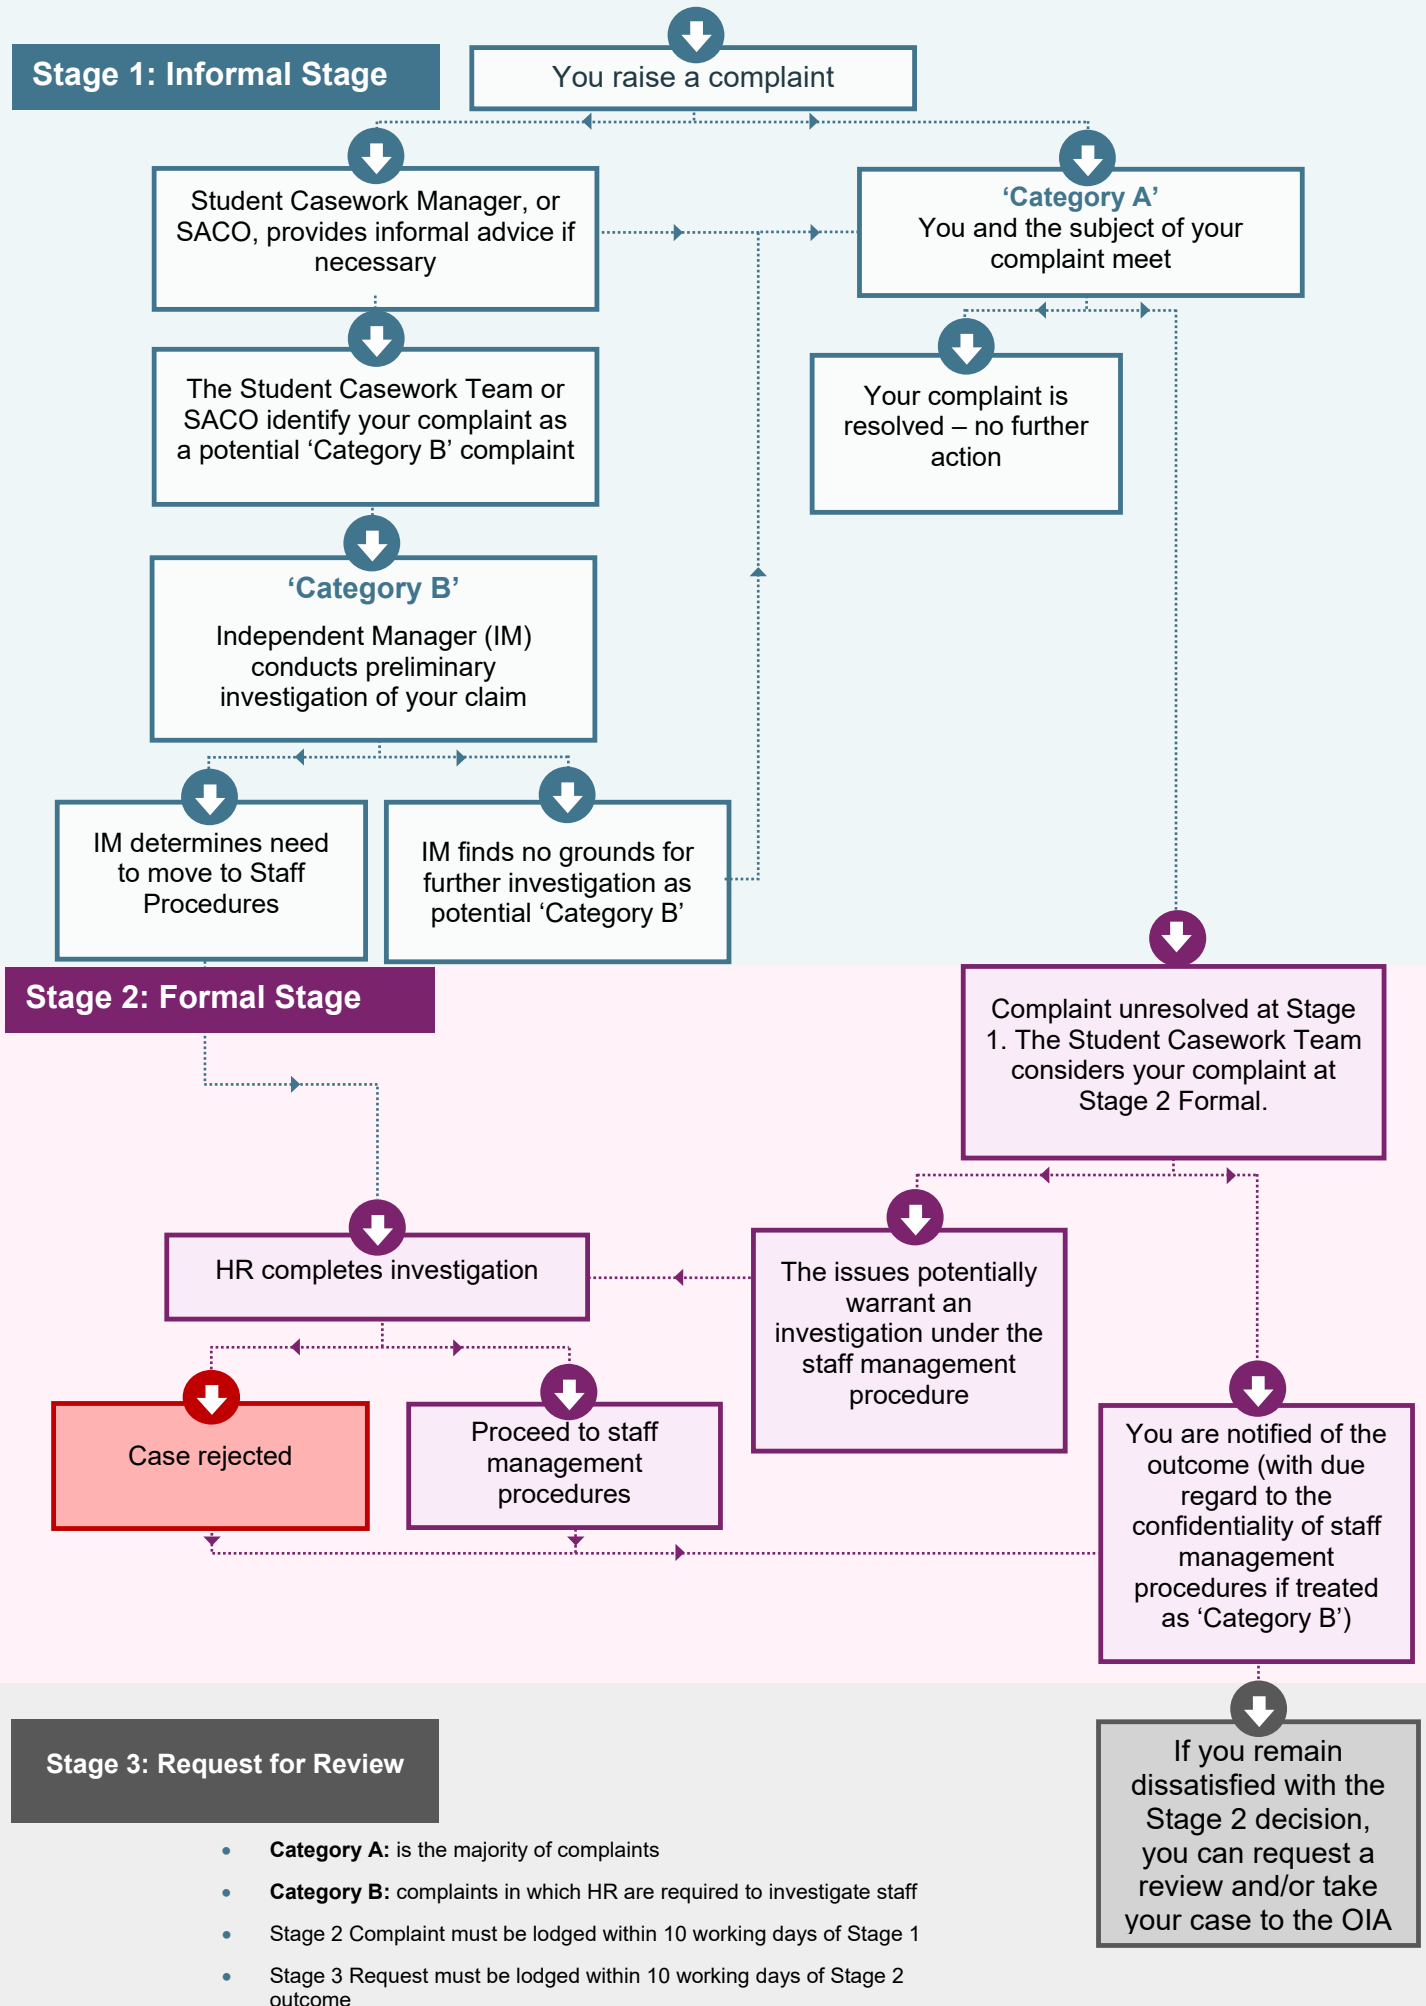 Stage 1: Informal Stage
You raise a complaint
Student Casework Manager, or
SACO, provides informal advice if
necessary
‘Category A’
You and the subject of your
complaint meet
The Student Casework Team or
SACO identify your complaint as
a potential ‘Category B’ complaint
Your complaint is
resolved – no further
action
‘Category B’
Independent Manager (IM)
conducts preliminary
investigation of your claim
IM determines need
to move to Staff
Procedures
IM finds no grounds for
further investigation as
potential ‘Category B’
Stage 2: Formal Stage
Complaint unresolved at Stage
1. The Student Casework Team
considers your complaint at
Stage 2 Formal.
HR completes investigation
The issues potentially
warrant an
investigation under the
staff management
procedure
Case rejected
Proceed to staff
management
procedures
You are notified of the
outcome (with due
regard to the
confidentiality of staff
management
procedures if treated
as ‘Category B’)
Stage 3: Request for Review
If you remain
dissatisfied with the
Stage 2 decision,
you can request a
review and/or take
your case to the OIA
• Category A: is the majority of complaints
• Category B: complaints in which HR are required to investigate staff
• Stage 2 Complaint must be lodged within 10 working days of Stage 1
• Stage 3 Request must be lodged within 10 working days of Stage 2
outcome